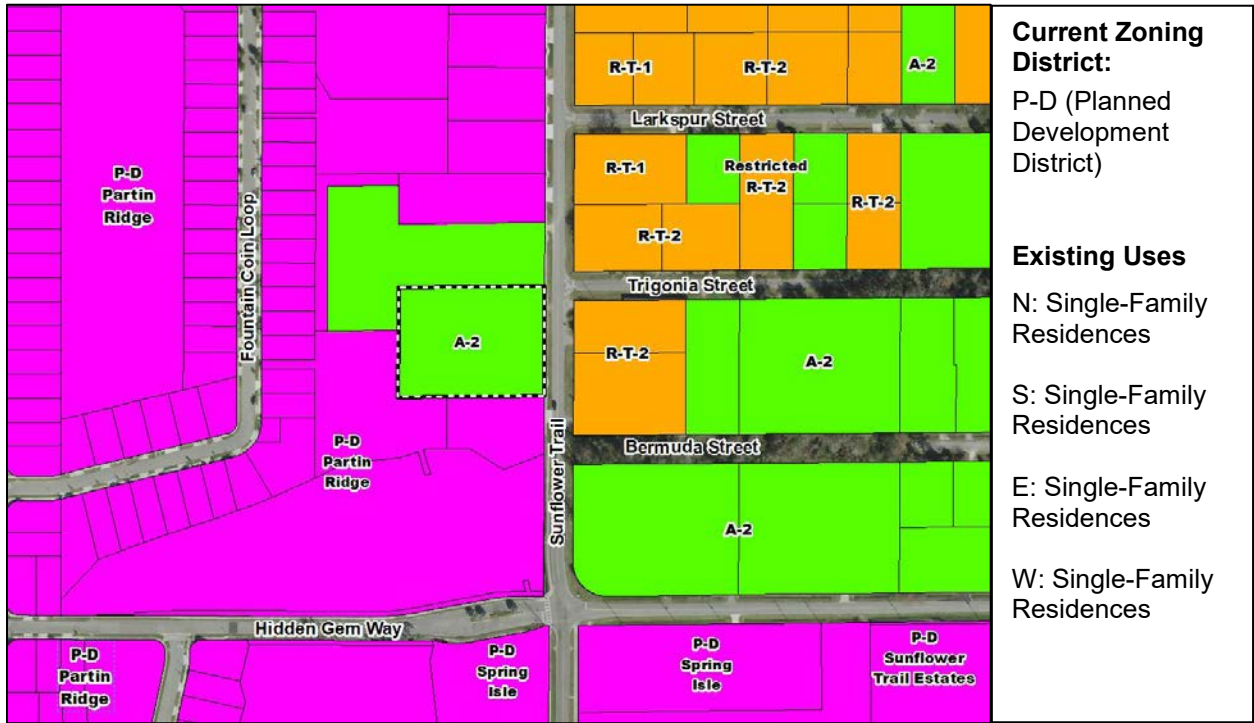 R-T-1
R-T-2
A-2
Larkspur Street
P-D
Partin
Ridge
R-T-1
Restricted
R-T-2
R-T-2
R-T-2
Fountain Coin Loop
Trigonia Street
A-2
R-T-2
A-2
Sunflower Trail
P-D
Partin
Ridge
Bermuda Street
A-2
Hidden Gem Way
P-D
Partin
Ridge
P-D
Spring
Isle
P-D
Spring
Isle
P-D
Sunflower
Trail Estates
Current Zoning
District:
P-D (Planned
Development
District)
Existing Uses
N: Single-Family
Residences
S: Single-Family
Residences
E: Single-Family
Residences
W: Single-Family
Residences